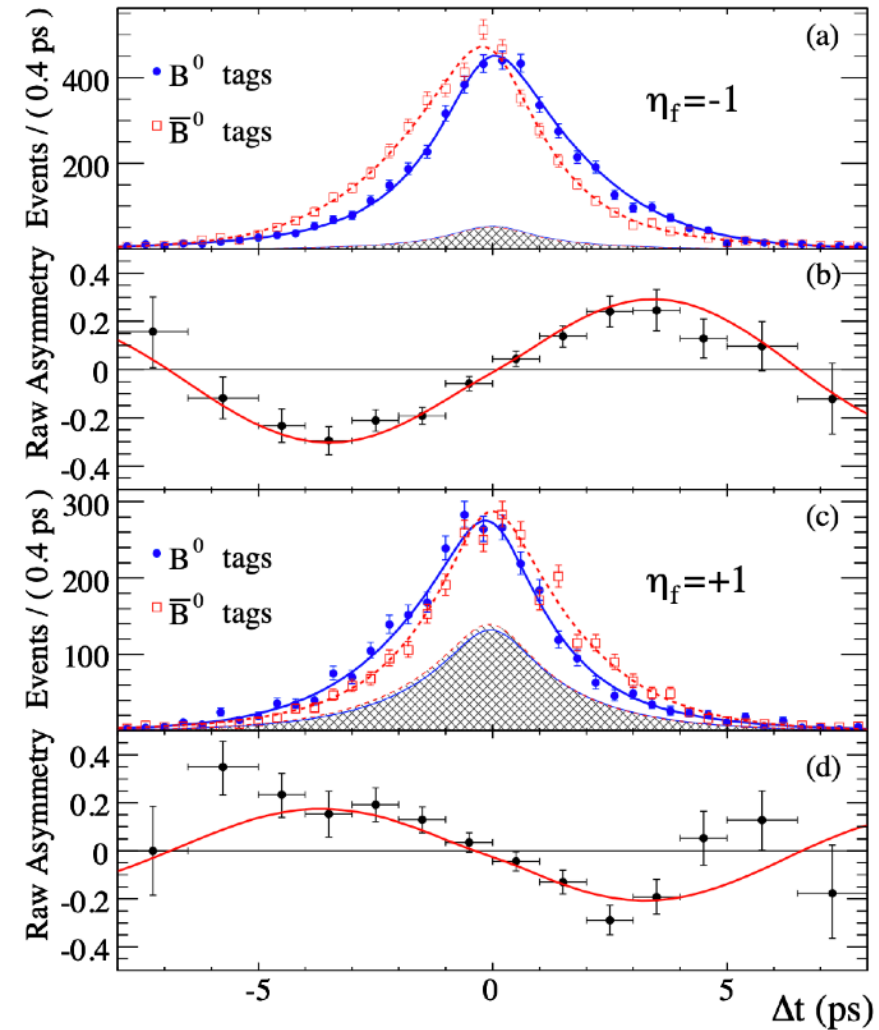 Events / ( 0.4 ps )
400
200
(a)
B⁰ tags
B̅⁰ tags
η_f=-1
Raw Asymmetry
0.4
0.2
0
-0.2
-0.4
(b)
Events / ( 0.4 ps )
300
200
100
(c)
B⁰ tags
B̅⁰ tags
η_f=+1
Raw Asymmetry
0.4
0.2
0
-0.2
-0.4
(d)
-5 0 5
Δt (ps)